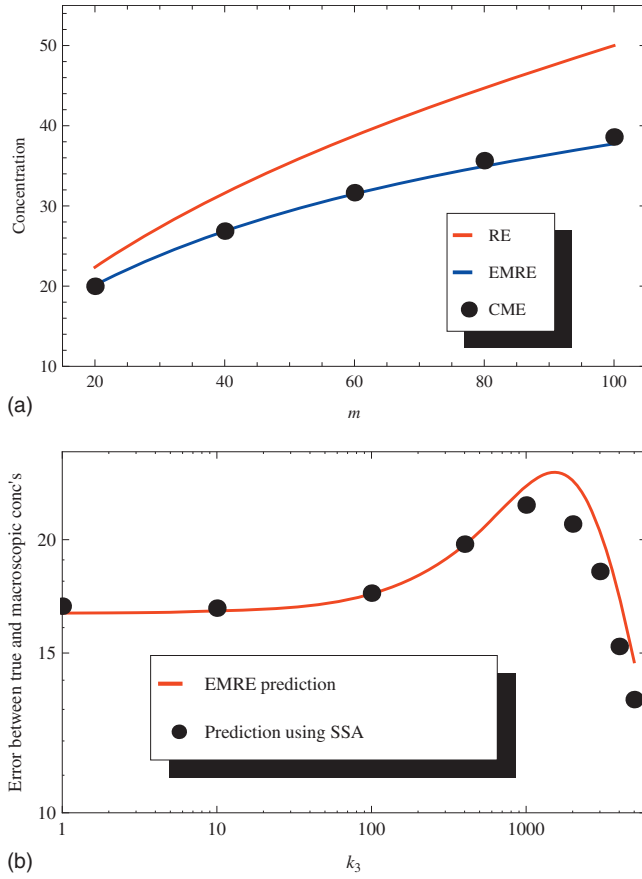 50
40
30
20
10
Concentration
RE
EMRE
CME
20 40 60 80 100
(a)
m
20
15
10
Error between true and macroscopic conc's
EMRE prediction
Prediction using SSA
1 10 100 1000
(b)
k3